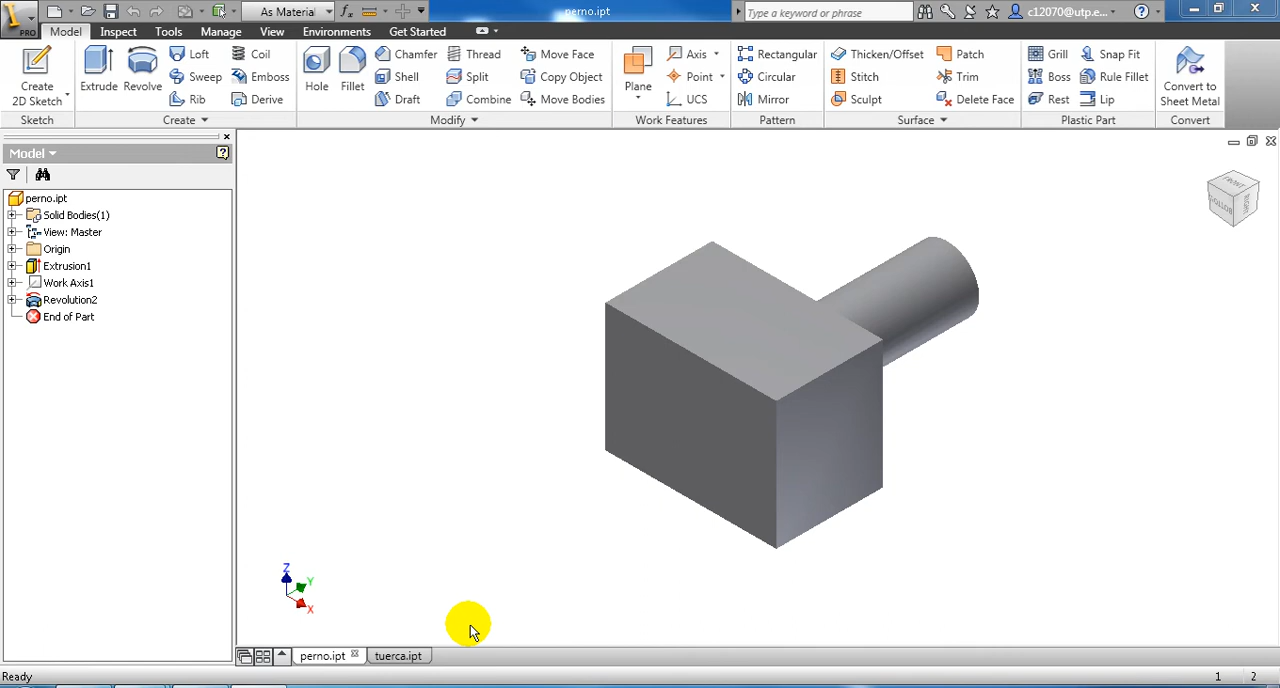 PRO
As Material
perno.ipt
Type a keyword or phrase
c12070@utp.e...
Model
Inspect
Tools
Manage
View
Environments
Get Started
Create
2D Sketch
Sketch
Extrude
Revolve
Loft
Sweep
Rib
Coil
Emboss
Derive
Create
Hole
Fillet
Chamfer
Shell
Draft
Thread
Split
Combine
Move Face
Copy Object
Move Bodies
Modify
Plane
Axis
Point
UCS
Work Features
Rectangular
Circular
Mirror
Pattern
Thicken/Offset
Stitch
Sculpt
Patch
Trim
Delete Face
Surface
Grill
Boss
Rest
Snap Fit
Rule Fillet
Lip
Plastic Part
Convert to
Sheet Metal
Convert
Model
perno.ipt
Solid Bodies(1)
View: Master
Origin
Extrusion1
Work Axis1
Revolution2
End of Part
FRONT
BOTTOM
RIGHT
Z
Y
X
perno.ipt
tuerca.ipt
Ready
1
2